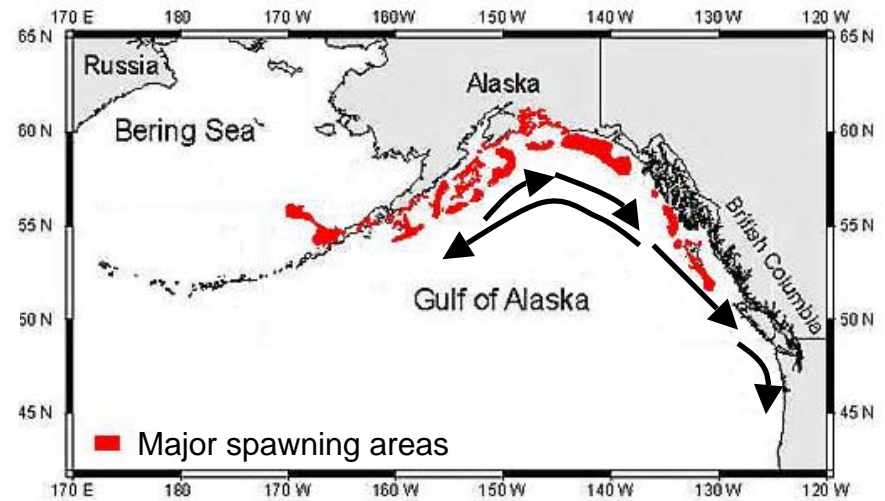 170 E 180 170 W 160 W 150 W 140 W 130 W 120 W
65 N 65 N
Russia
Alaska
Bering Sea
60 N 60 N
55 N 55 N
British Columbia
Gulf of Alaska
50 N 50 N
45 N 45 N
Major spawning areas
170 E 180 170 W 160 W 150 W 140 W 130 W 120 W